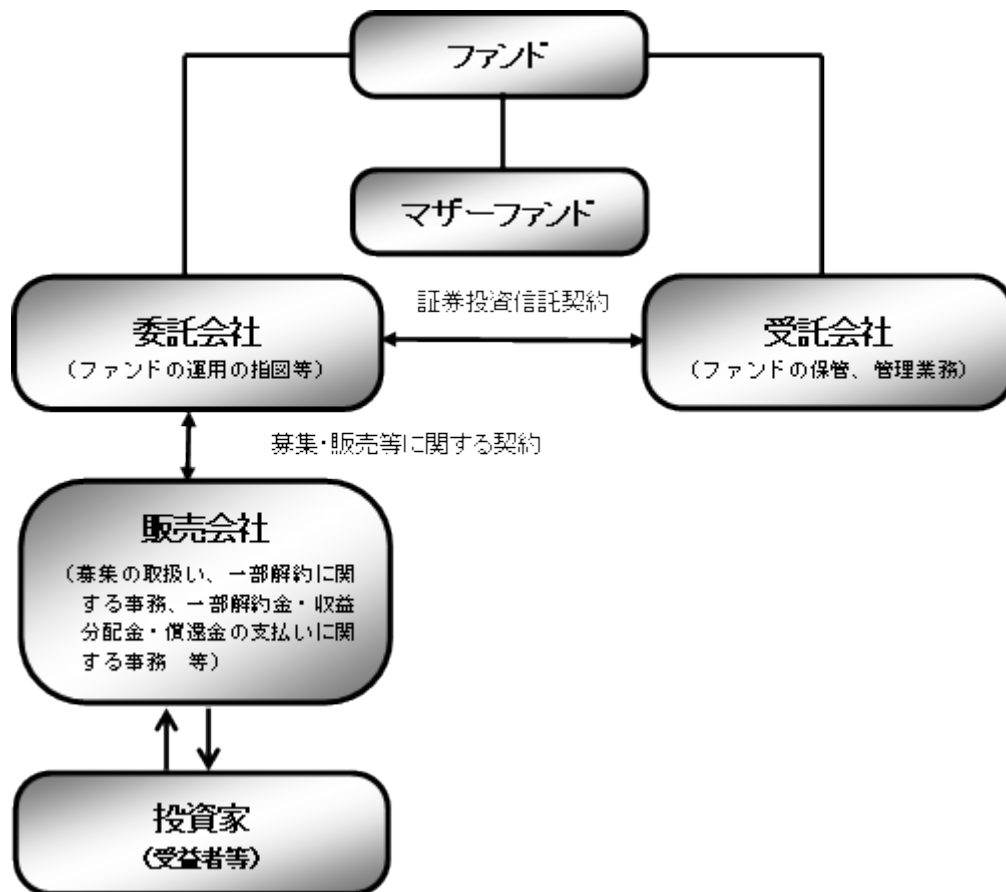 ファンド
マザーファンド
証券投資信託契約
委託会社
（ファンドの運用の指図等）
受託会社
（ファンドの保管、管理業務）
募集・販売等に関する契約
販売会社
（募集の取扱い、一部解約に関
する事務、一部解約金・収益
分配金・償還金の支払いに関
する事務　等）
投資家
（受益者等）